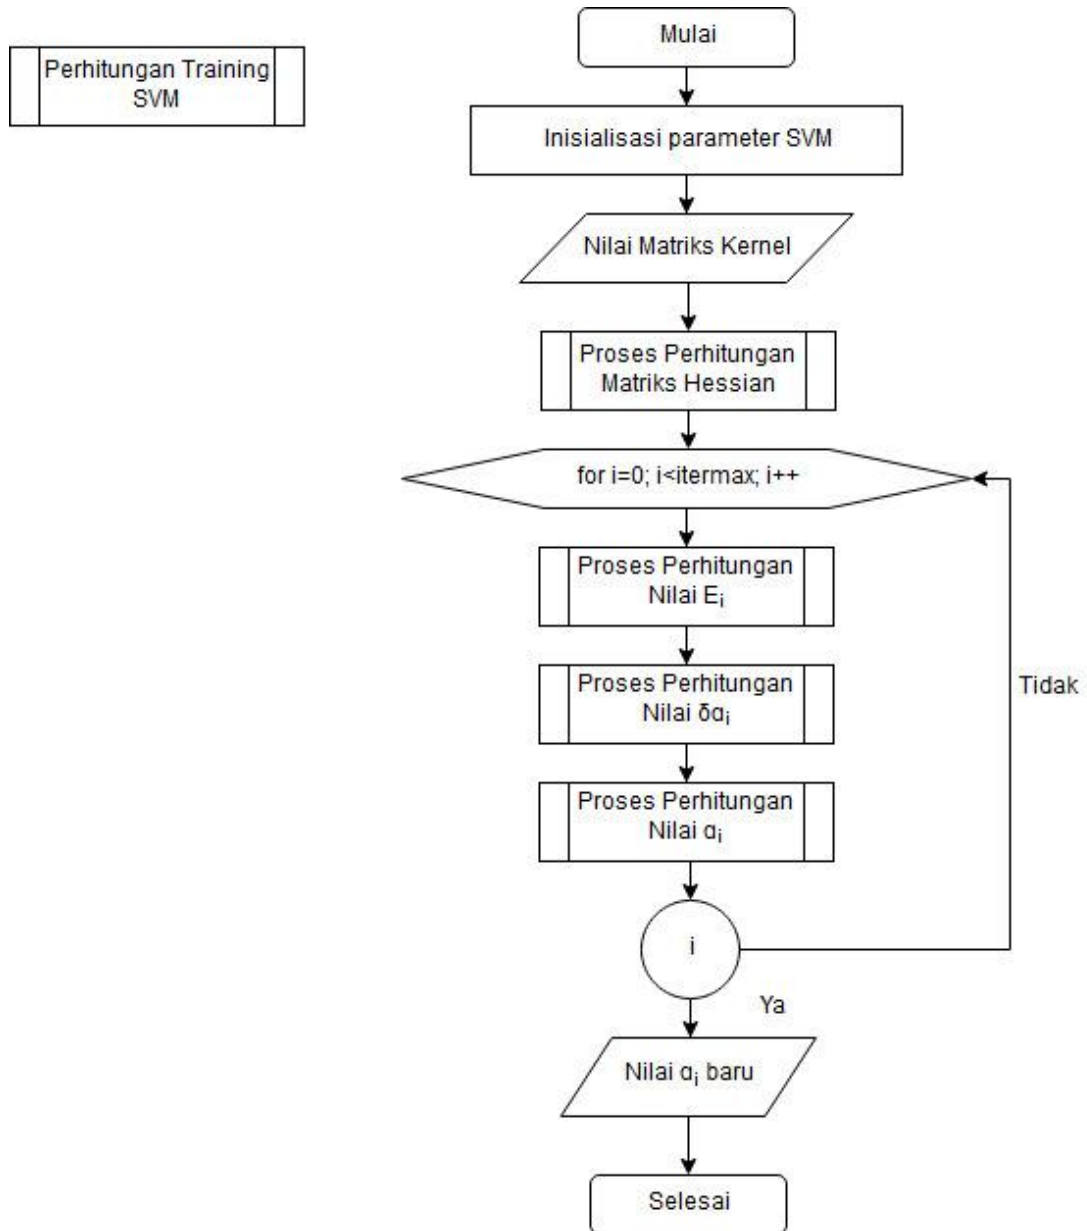 Perhitungan Training
SVM
Mulai
Inisialisasi parameter SVM
Nilai Matriks Kernel
Proses Perhitungan
Matriks Hessian
for i=0; i<itermax; i++
Proses Perhitungan
Nilai Eᵢ
Proses Perhitungan
Nilai δαᵢ
Proses Perhitungan
Nilai αᵢ
Tidak
i
Ya
Nilai αᵢ baru
Selesai